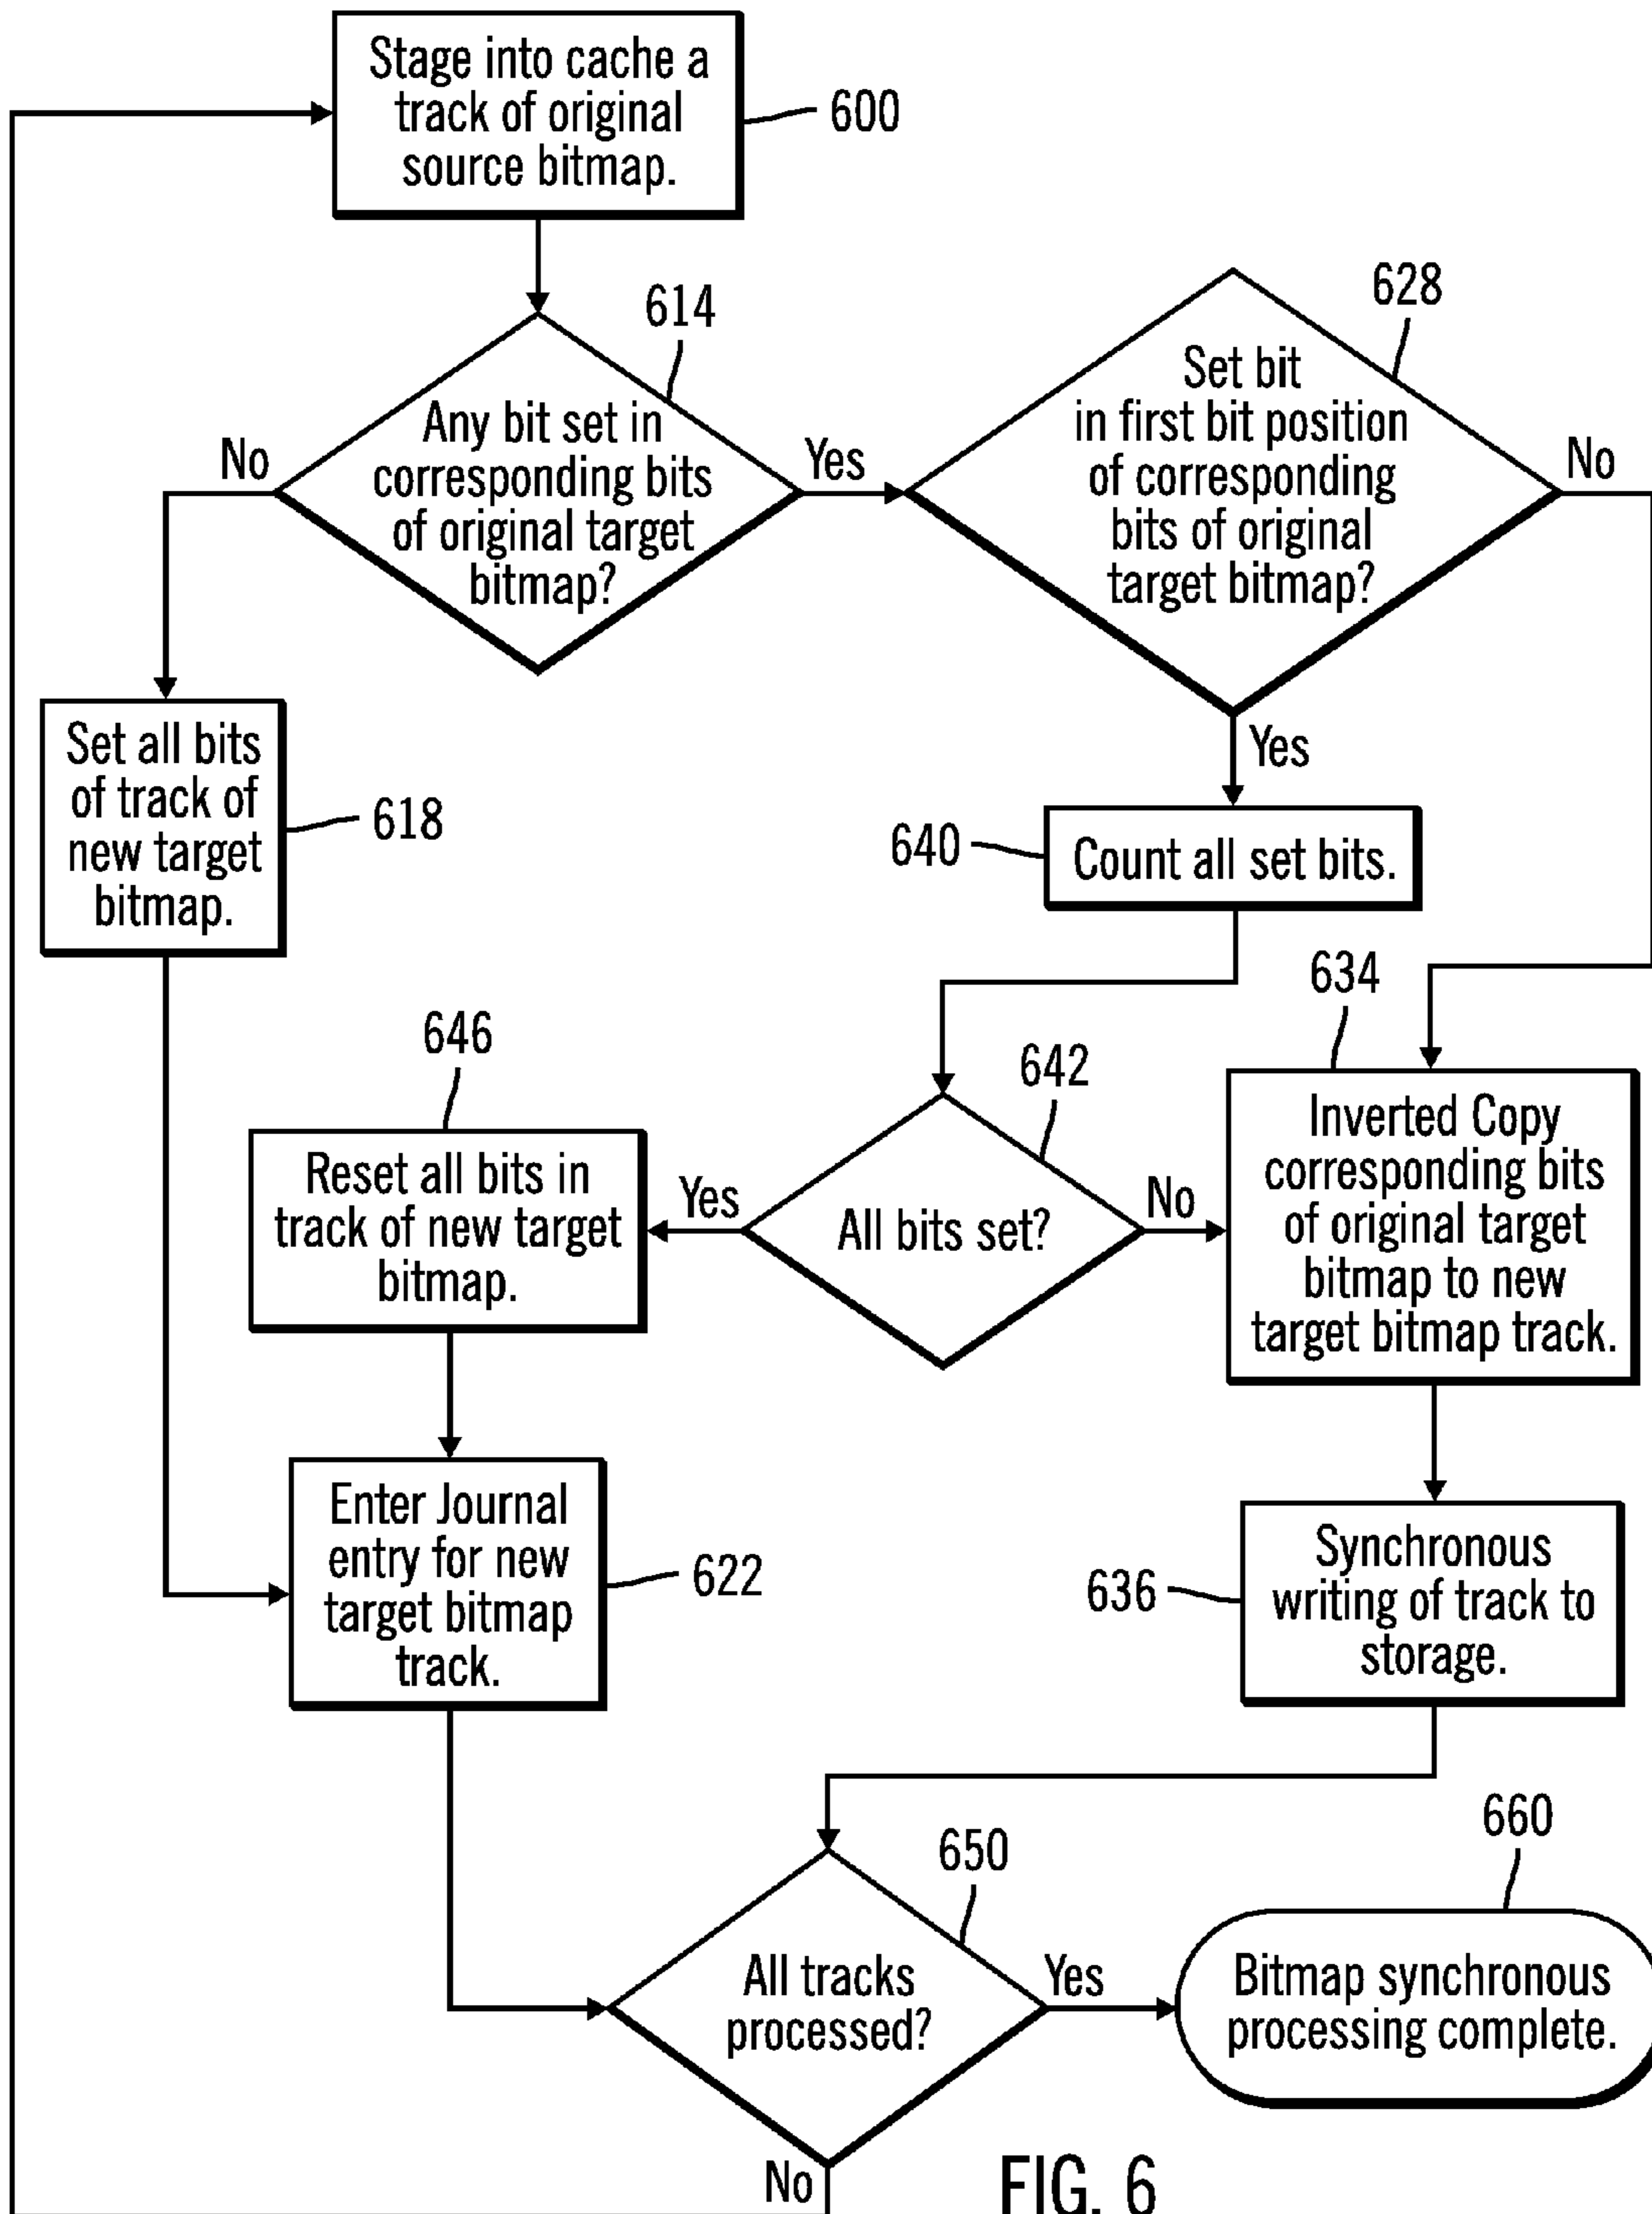 Stage into cache a
track of original
source bitmap.
600
614
Any bit set in
corresponding bits
of original target
bitmap?
No
Yes
628
Set bit
in first bit position
of corresponding
bits of original
target bitmap?
No
Yes
Set all bits
of track of
new target
bitmap.
618
640
Count all set bits.
634
646
642
Reset all bits in
track of new target
bitmap.
Yes
All bits set?
No
Inverted Copy
corresponding bits
of original target
bitmap to new
target bitmap track.
Enter Journal
entry for new
target bitmap
track.
622
636
Synchronous
writing of track to
storage.
650
660
All tracks
processed?
Yes
Bitmap synchronous
processing complete.
No
FIG. 6